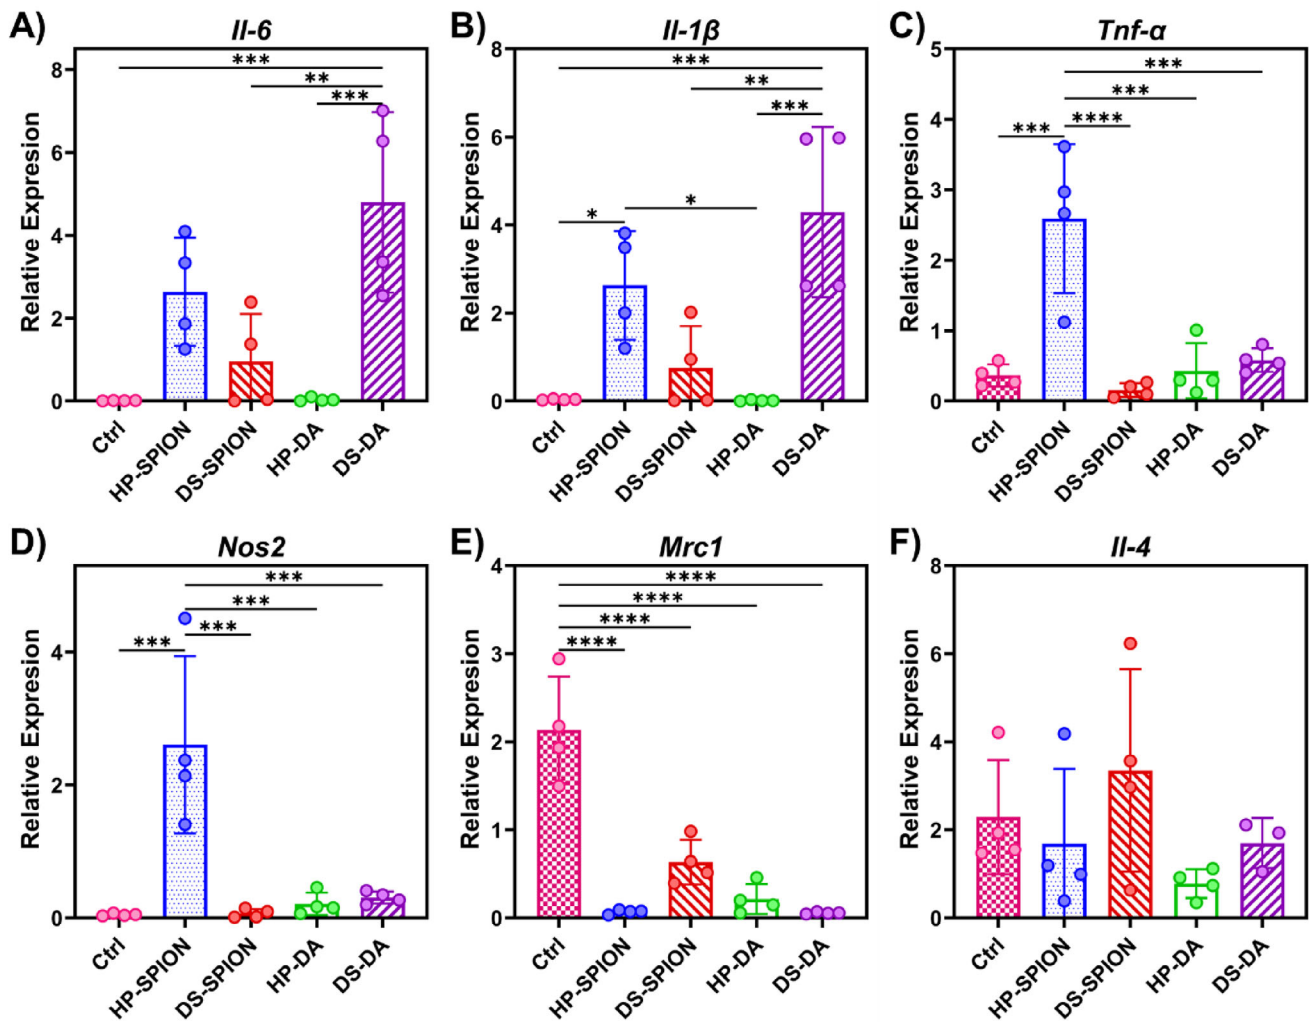 A) Il-6
Relative Expresion
8
6
4
2
0
***
**
***
Ctrl
HP-SPION
DS-SPION
HP-DA
DS-DA
B) Il-1β
Relative Expresion
8
6
4
2
0
***
**
***
*
*
Ctrl
HP-SPION
DS-SPION
HP-DA
DS-DA
C) Tnf-α
Relative Expresion
5
4
3
2
1
0
***
***
****
***
Ctrl
HP-SPION
DS-SPION
HP-DA
DS-DA
D) Nos2
Relative Expresion
4
2
0
***
***
***
***
Ctrl
HP-SPION
DS-SPION
HP-DA
DS-DA
E) Mrc1
Relative Expresion
4
3
2
1
0
****
****
****
****
Ctrl
HP-SPION
DS-SPION
HP-DA
DS-DA
F) Il-4
Relative Expresion
8
6
4
2
0
Ctrl
HP-SPION
DS-SPION
HP-DA
DS-DA